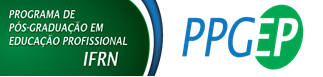 PROGRAMA DE
PÓS-GRADUAÇÃO EM
EDUCAÇÃO PROFISSIONAL
IFRN
PPGEP